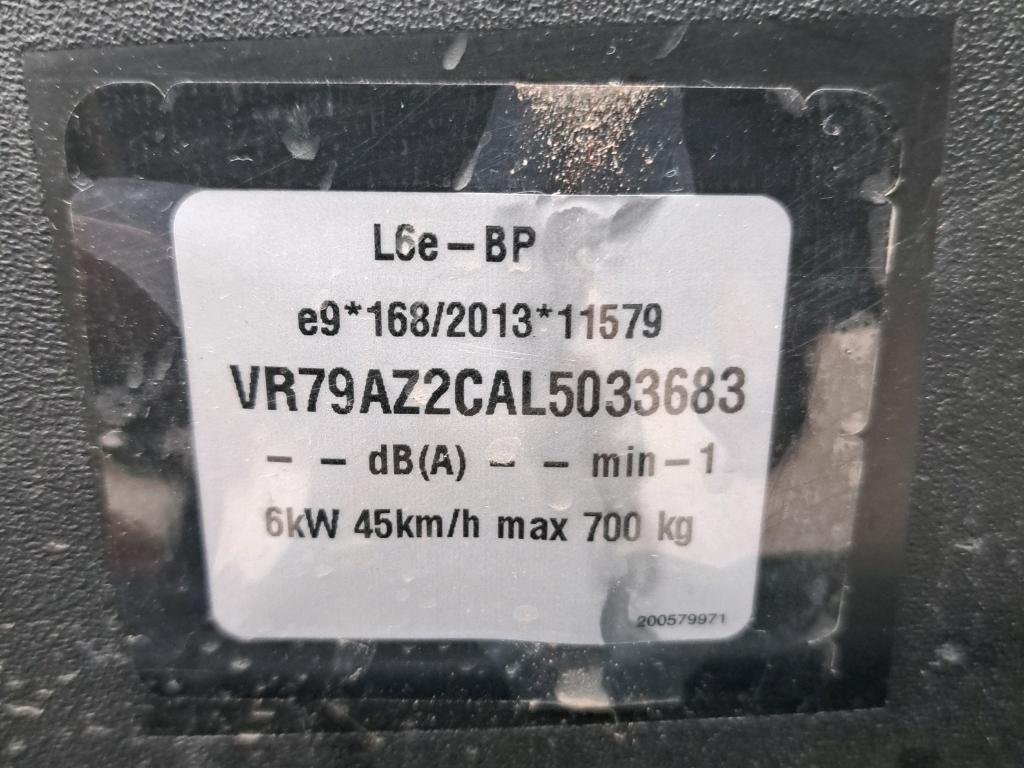 L6e-BP
e9*168/2013*11579
VR79AZ2CAL5033683
- - dB(A) - - min-1
6kW 45km/h max 700 kg
200579971